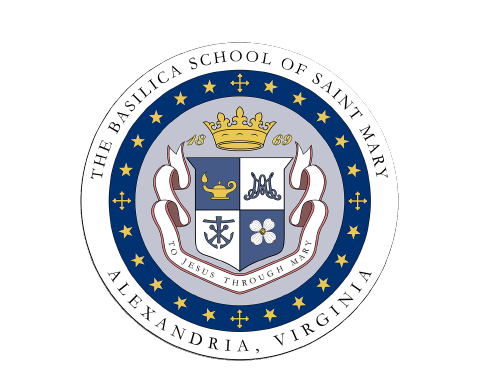 THE BASILICA SCHOOL OF SAINT MARY
18 69
TO JESUS THROUGH MARY
ALEXANDRIA, VIRGINIA